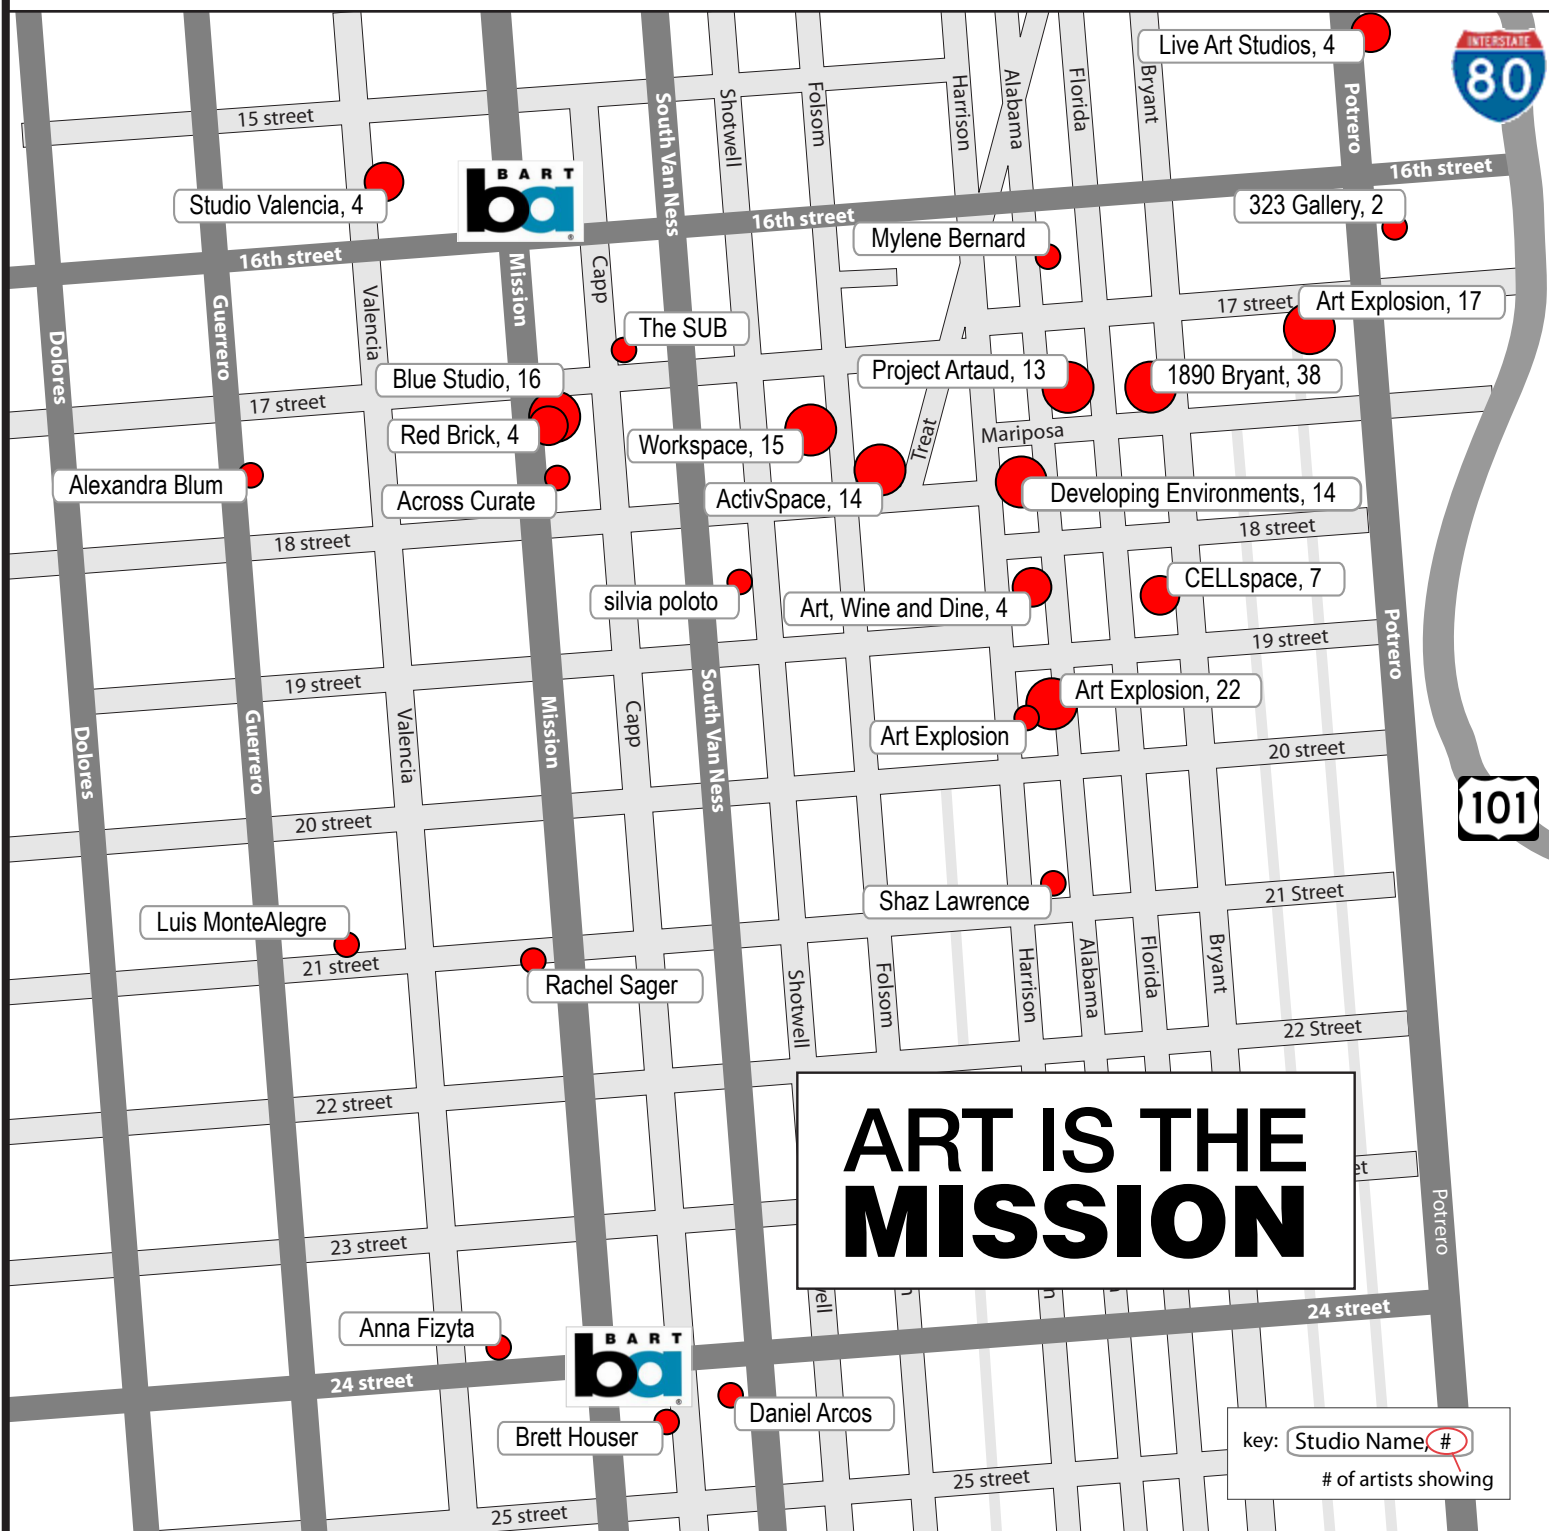 Live Art Studios, 4
INTERSTATE
80
15 street
South Van Ness
Shotwell
Folsom
Harrison
Alabama
Florida
Bryant
Potrero
BART
ba
16th street
Studio Valencia, 4
323 Gallery, 2
16th street
Mylene Bernard
16th street
Mission
Capp
Valencia
Guerrero
Dolores
17 street
Art Explosion, 17
The SUB
Blue Studio, 16
Project Artaud, 13
1890 Bryant, 38
17 street
Red Brick, 4
Workspace, 15
Treat
Mariposa
Alexandra Blum
Across Curate
ActivSpace, 14
Developing Environments, 14
18 street
18 street
silvia poloto
Art, Wine and Dine, 4
CELLspace, 7
19 street
Potrero
19 street
Art Explosion, 22
Art Explosion
Dolores
Guerrero
Valencia
Mission
Capp
South Van Ness
20 street
101
20 street
Shaz Lawrence
21 Street
Luis MonteAlegre
21 street
Rachel Sager
Shotwell
Folsom
Harrison
Alabama
Florida
Bryant
22 Street
22 street
ART IS THE
MISSION
et
Potrero
23 street
well
n
n
24 street
Anna Fizyta
BART
ba
24 street
Daniel Arcos
Brett Houser
key: Studio Name, #
# of artists showing
25 street
25 street